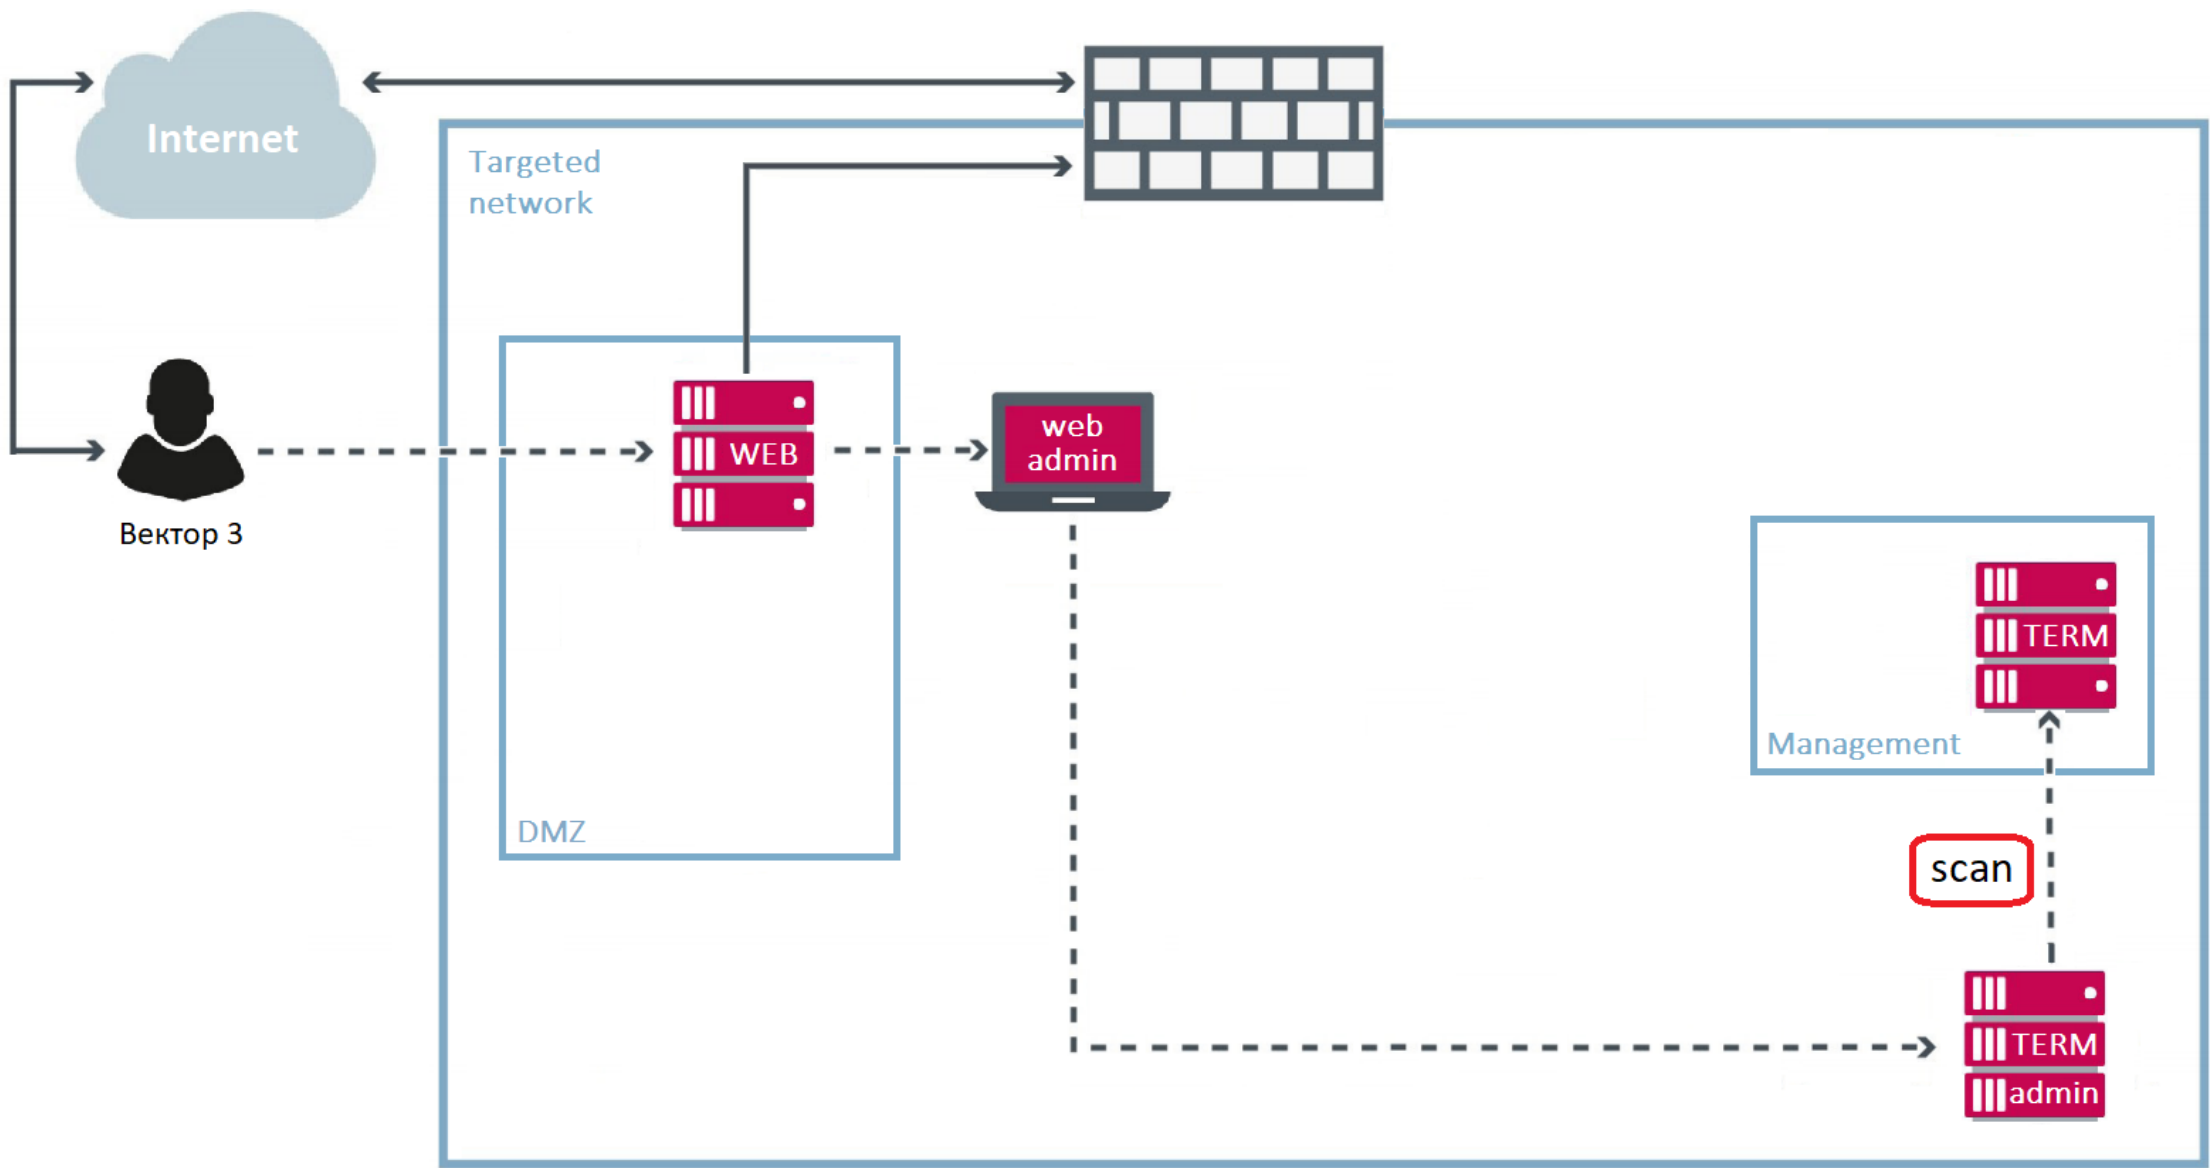 Internet
Targeted
network
WEB
web
admin
Вектор 3
TERM
Management
DMZ
scan
TERM
admin